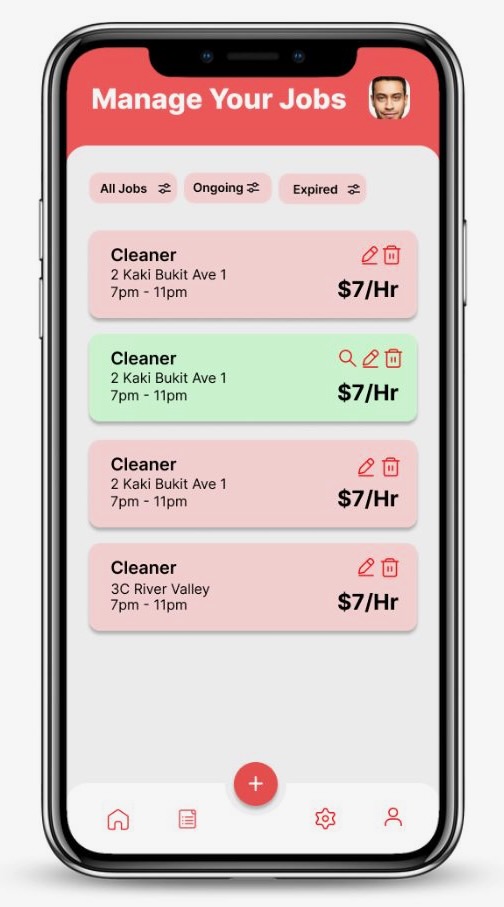 Manage Your Jobs
All Jobs
Ongoing
Expired
Cleaner
2 Kaki Bukit Ave 1
7pm - 11pm
$7/Hr
Cleaner
2 Kaki Bukit Ave 1
7pm - 11pm
$7/Hr
Cleaner
2 Kaki Bukit Ave 1
7pm - 11pm
$7/Hr
Cleaner
3C River Valley
7pm - 11pm
$7/Hr